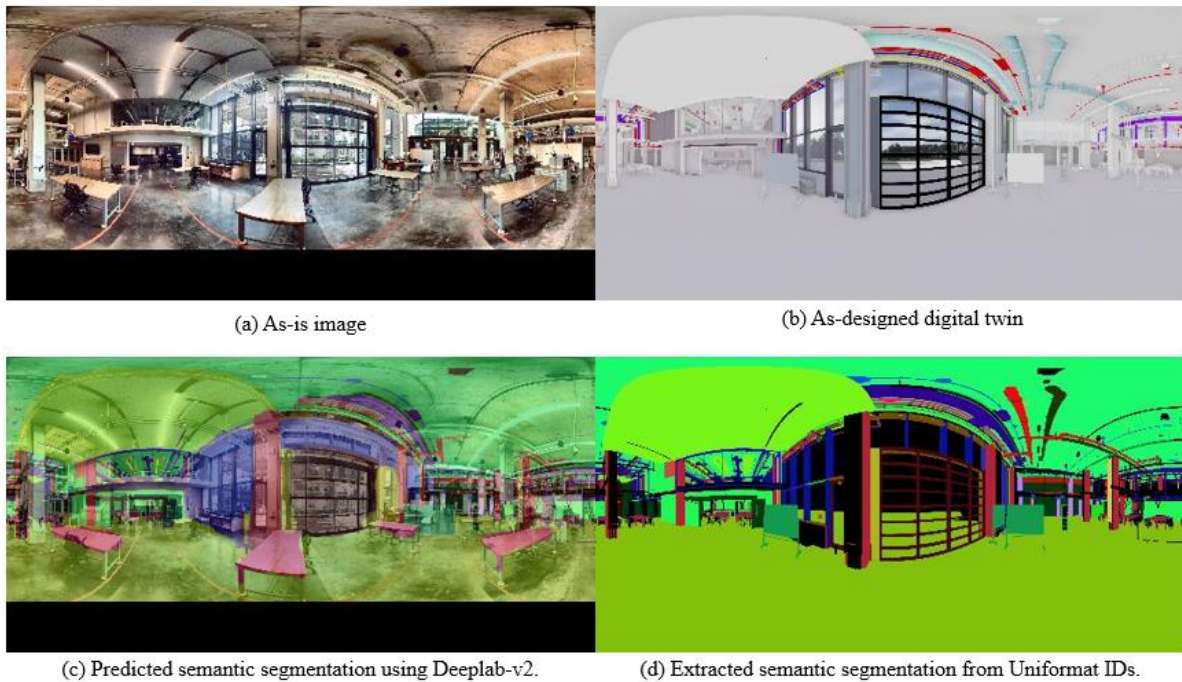 (a) As-is image
(b) As-designed digital twin
(c) Predicted semantic segmentation using Deeplab-v2.
(d) Extracted semantic segmentation from Uniformat IDs.